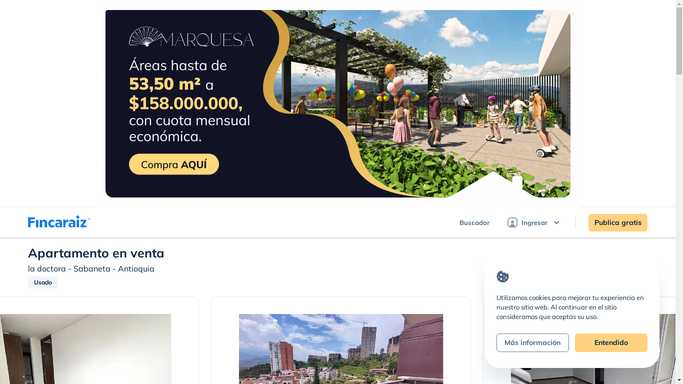 MARQUESA
Áreas hasta de
53,50 m² a
$158.000.000,
con cuota mensual
económica.
Compra AQUÍ
Fincaraiz
Buscador
Ingresar
Publica gratis
Apartamento en venta
la doctora - Sabaneta - Antioquia
Usado
Utilizamos cookies para mejorar tu experiencia en
nuestro sitio web. Al continuar en el sitio
consideramos que aceptas su uso.
Más información
Entendido